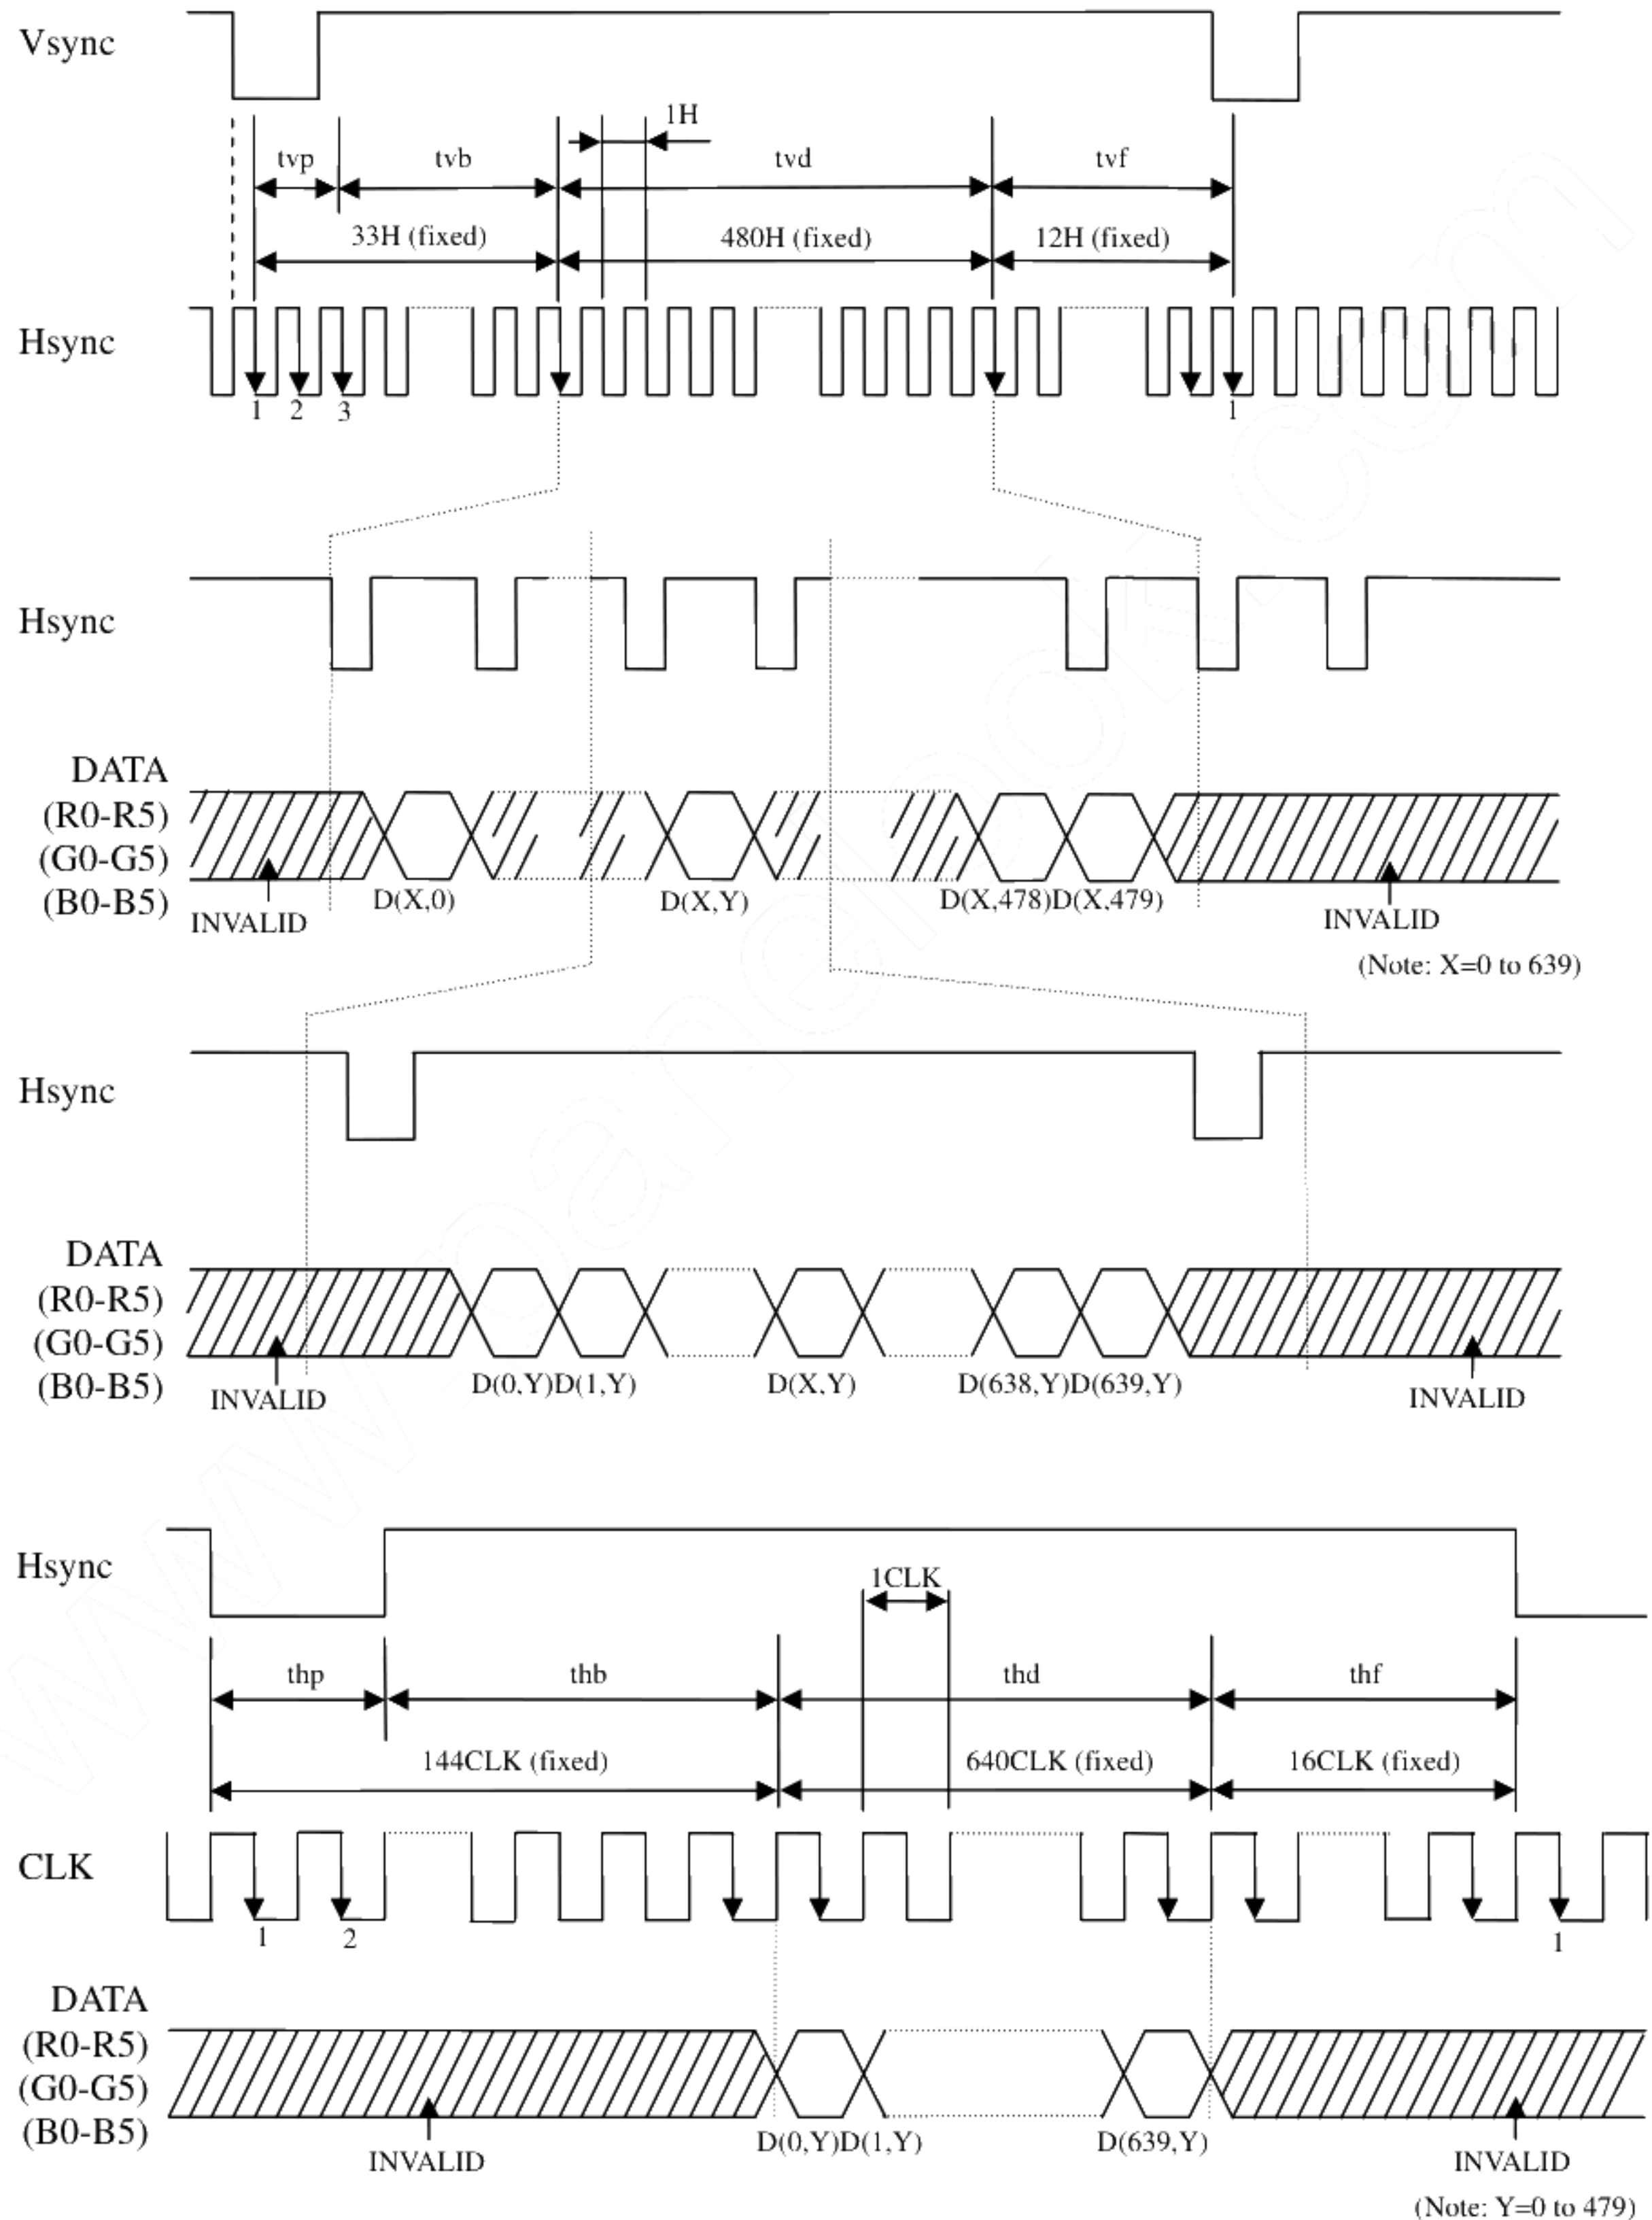 Vsync
1H
tvp tvb tvd tvf
33H (fixed) 480H (fixed) 12H (fixed)
Hsync
1 2 3 1
Hsync
DATA
(R0-R5)
(G0-G5)
(B0-B5)
D(X,0) D(X,Y) D(X,478)D(X,479)
INVALID INVALID
(Note: X=0 to 639)
Hsync
DATA
(R0-R5)
(G0-G5)
(B0-B5)
D(0,Y)D(1,Y) D(X,Y) D(638,Y)D(639,Y)
INVALID INVALID
Hsync
1CLK
thp thb thd thf
144CLK (fixed) 640CLK (fixed) 16CLK (fixed)
CLK
1 2 1
DATA
(R0-R5)
(G0-G5)
(B0-B5)
D(0,Y)D(1,Y) D(639,Y)
INVALID INVALID
(Note: Y=0 to 479)